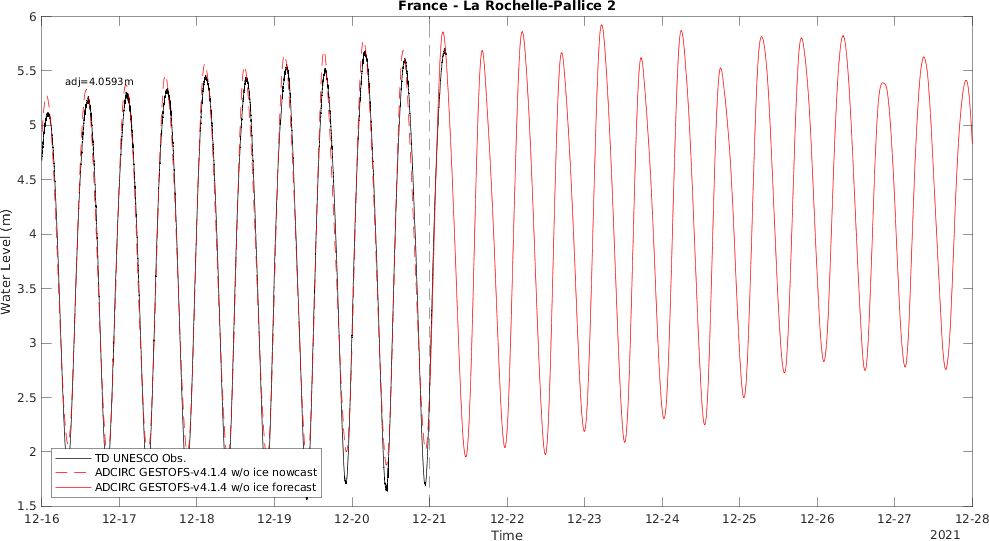 France - La Rochelle-Pallice 2
6
5.5
5
4.5
4
3.5
3
2.5
2
1.5
Water Level (m)
adj=4.0593m
TD UNESCO Obs.
ADCIRC GESTOFS-v4.1.4 w/o ice nowcast
ADCIRC GESTOFS-v4.1.4 w/o ice forecast
12-16 12-17 12-18 12-19 12-20 12-21 12-22 12-23 12-24 12-25 12-26 12-27 12-28
Time
2021